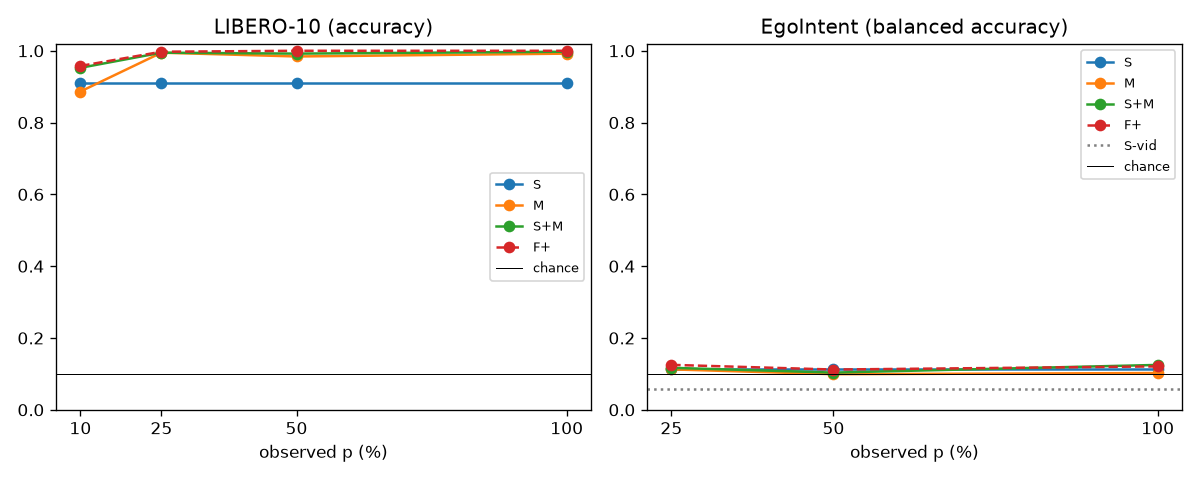 LIBERO-10 (accuracy)
1.0
0.8
0.6
0.4
0.2
0.0
S
M
S+M
F+
chance
10
25
50
100
observed p (%)
EgoIntent (balanced accuracy)
1.0
0.8
0.6
0.4
0.2
0.0
S
M
S+M
F+
S-vid
chance
25
50
100
observed p (%)